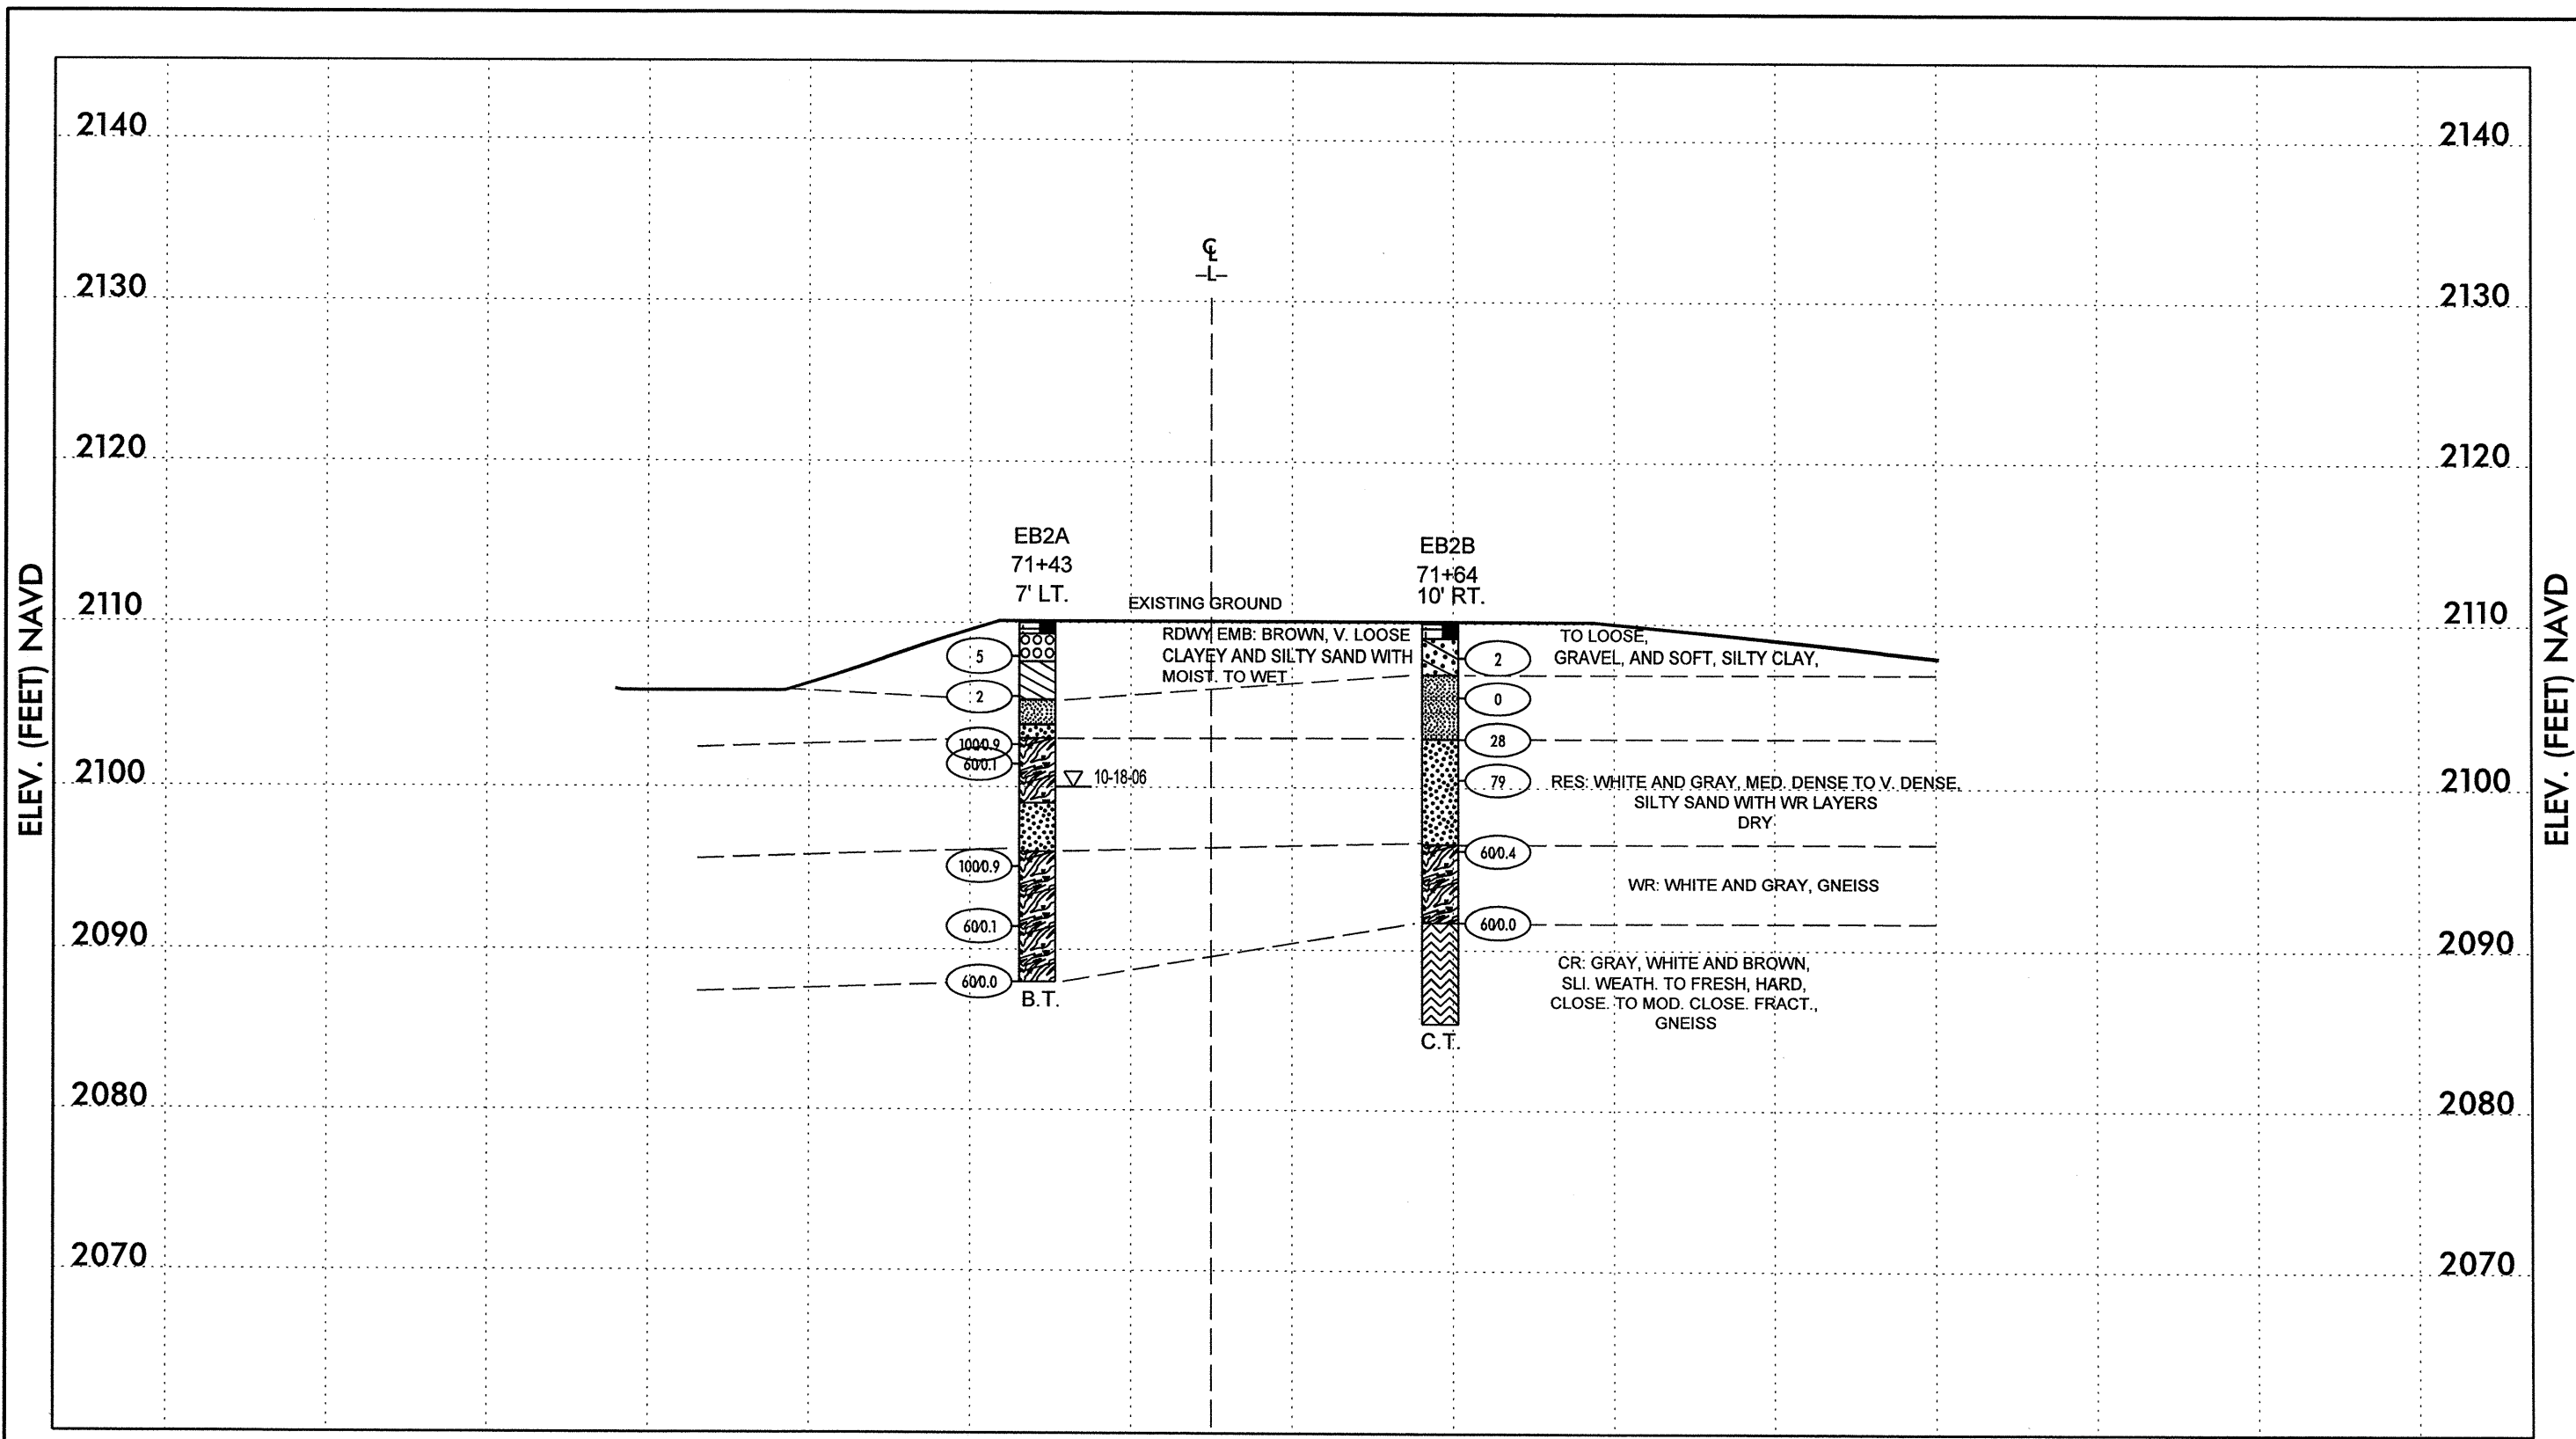 2140
2140
℄
-L-
2130
2130
2120
2120
EB2A
71+43
7' LT.
EB2B
71+64
10' RT.
ELEV. (FEET) NAVD
ELEV. (FEET) NAVD
2110
2110
EXISTING GROUND
RDWY EMB: BROWN, V. LOOSE
CLAYEY AND SILTY SAND WITH
MOIST. TO WET
TO LOOSE,
GRAVEL, AND SOFT, SILTY CLAY,
5
2
2
0
100/0.9
28
60/0.1
2100
2100
10-18-06
79
RES: WHITE AND GRAY, MED. DENSE TO V. DENSE,
SILTY SAND WITH WR LAYERS
DRY
100/0.9
60/0.4
WR: WHITE AND GRAY, GNEISS
60/0.1
60/0.0
2090
2090
CR: GRAY, WHITE AND BROWN,
SLI. WEATH. TO FRESH, HARD,
CLOSE. TO MOD. CLOSE. FRACT.,
GNEISS
60/0.0
B.T.
C.T.
2080
2080
2070
2070